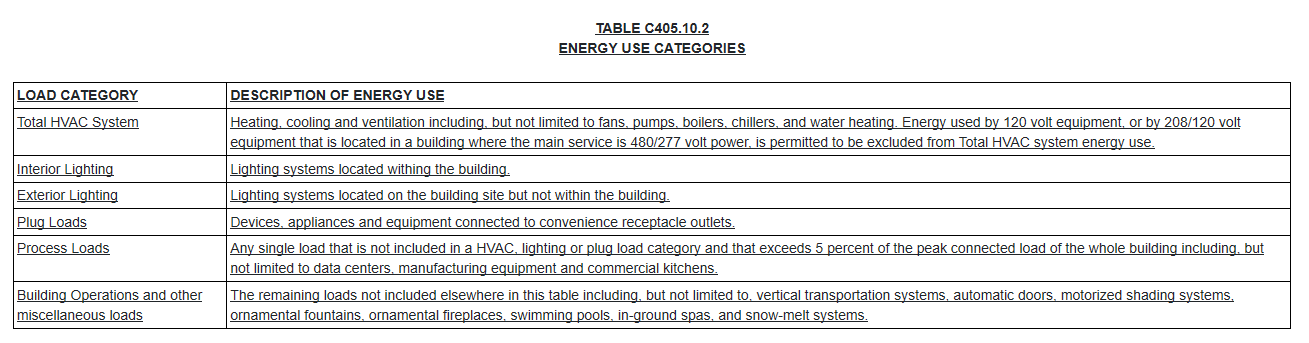 TABLE C405.10.2
ENERGY USE CATEGORIES
LOAD CATEGORY
DESCRIPTION OF ENERGY USE
Total HVAC System
Heating, cooling and ventilation including, but not limited to fans, pumps, boilers, chillers, and water heating. Energy used by 120 volt equipment, or by 208/120 volt
equipment that is located in a building where the main service is 480/277 volt power, is permitted to be excluded from Total HVAC system energy use.
Interior Lighting
Lighting systems located withing the building.
Exterior Lighting
Lighting systems located on the building site but not within the building.
Plug Loads
Devices, appliances and equipment connected to convenience receptacle outlets.
Process Loads
Any single load that is not included in a HVAC, lighting or plug load category and that exceeds 5 percent of the peak connected load of the whole building including, but
not limited to data centers, manufacturing equipment and commercial kitchens.
Building Operations and other
miscellaneous loads
The remaining loads not included elsewhere in this table including, but not limited to, vertical transportation systems, automatic doors, motorized shading systems,
ornamental fountains, ornamental fireplaces, swimming pools, in-ground spas, and snow-melt systems.